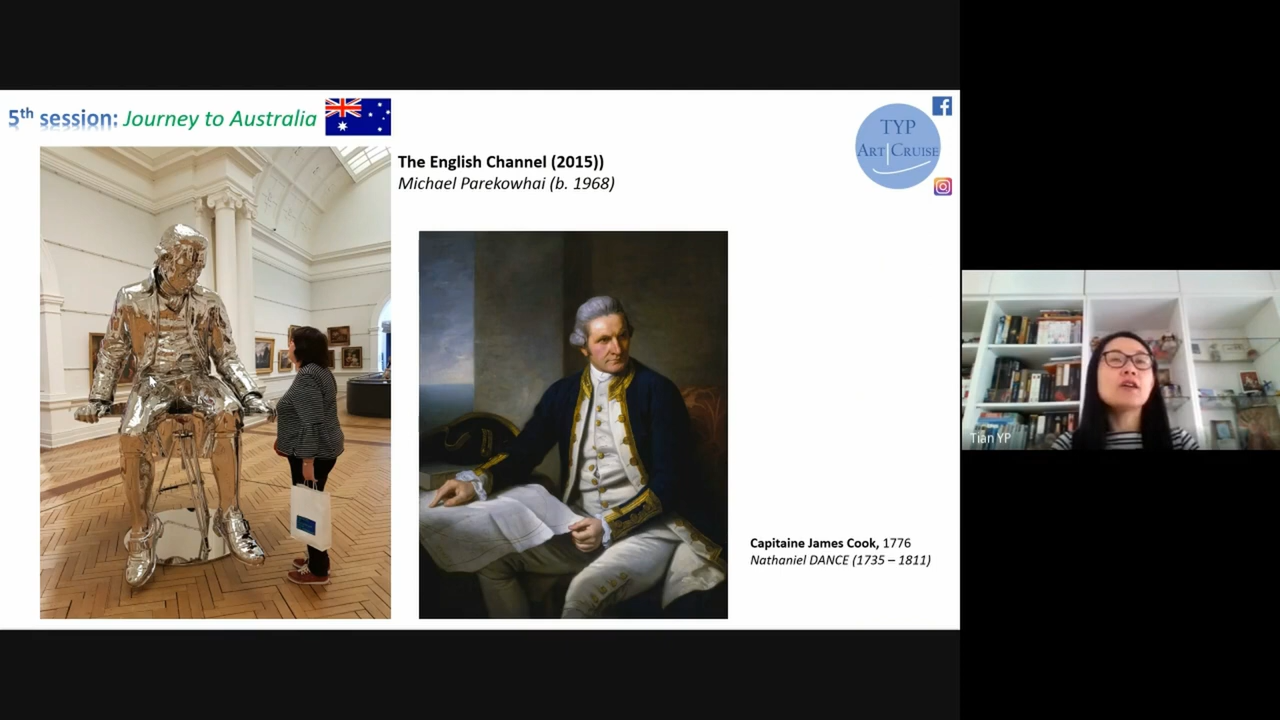 5th session: Journey to Australia
The English Channel (2015))
Michael Parekowhai (b. 1968)
TYP
ART CRUISE
Capitaine James Cook, 1776
Nathaniel DANCE (1735 – 1811)
Tian YP